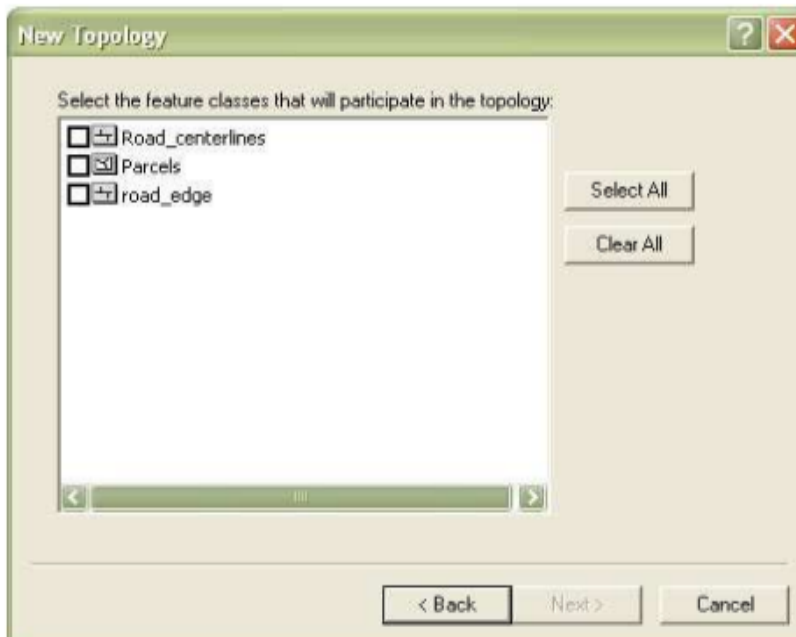 New Topology
Select the feature classes that will participate in the topology:
Road_centerlines
Parcels
road_edge
Select All
Clear All
< Back
Next >
Cancel